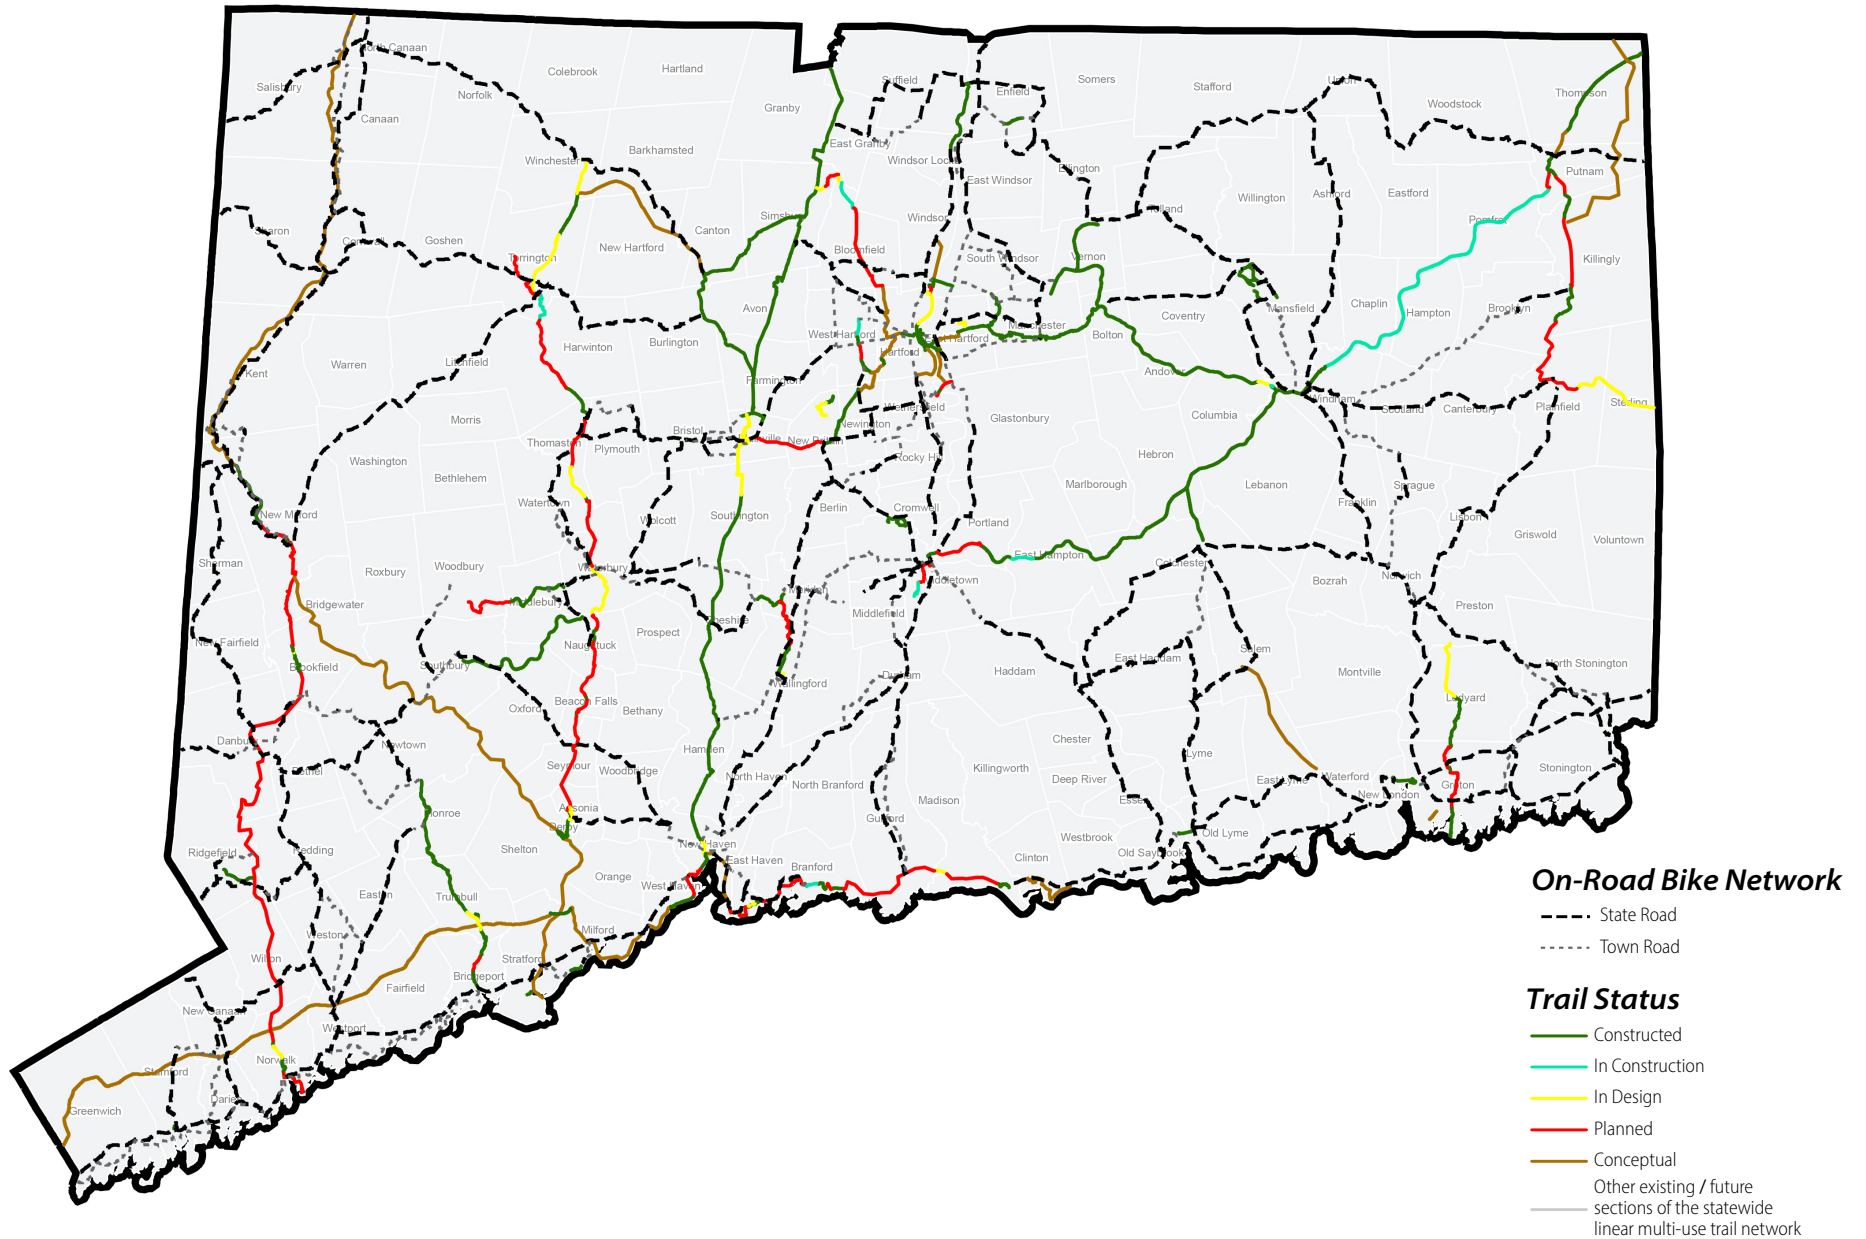 North Canaan
Colebrook
Hartland
Suffield
Somers
Union
Salisbury
Norfolk
Granby
Enfield
Stafford
Woodstock
Thompson
Canaan
Winchester
Barkhamsted
East Granby
Windsor Locks
Ellington
Putnam
East Windsor
Willington
Ashford
Eastford
Sharon
Cornwall
Goshen
New Hartford
Canton
Simsbury
Windsor
Tolland
Pomfret
Torrington
Bloomfield
South Windsor
Vernon
Killingly
Avon
Mansfield
Chaplin
Hampton
Brooklyn
Warren
Litchfield
Harwinton
Burlington
West Hartford
Hartford
East Hartford
Manchester
Bolton
Coventry
Kent
Farmington
Andover
Morris
Wethersfield
Glastonbury
Columbia
Windham
Scotland
Canterbury
Plainfield
Sterling
Thomaston
Plymouth
Bristol
New Britain
Newington
Washington
Bethlehem
Rocky Hill
Hebron
Watertown
Wolcott
Southington
Berlin
Cromwell
Marlborough
Lebanon
Sprague
Franklin
Lisbon
New Milford
Portland
Griswold
Voluntown
Sherman
Roxbury
Woodbury
Waterbury
East Hampton
Colchester
Bozrah
Norwich
Bridgewater
Middlebury
Cheshire
Meriden
Middlefield
Middletown
Preston
New Fairfield
Brookfield
Southbury
Naugatuck
Prospect
Wallingford
Durham
Haddam
East Haddam
Salem
Montville
North Stonington
Oxford
Beacon Falls
Bethany
Ledyard
Danbury
Newtown
Hamden
Chester
Lyme
Bethel
Seymour
Woodbridge
North Haven
North Branford
Killingworth
Deep River
East Lyme
Waterford
Stonington
Monroe
Ansonia
Derby
Guilford
Madison
Essex
New London
Groton
Ridgefield
Redding
Shelton
New Haven
East Haven
Branford
Clinton
Westbrook
Old Saybrook
Old Lyme
Easton
Trumbull
Orange
West Haven
Weston
Milford
Wilton
Stratford
Bridgeport
Fairfield
New Canaan
Westport
Norwalk
Stamford
Darien
Greenwich
On-Road Bike Network
State Road
Town Road
Trail Status
Constructed
In Construction
In Design
Planned
Conceptual
Other existing / future
sections of the statewide
linear multi-use trail network